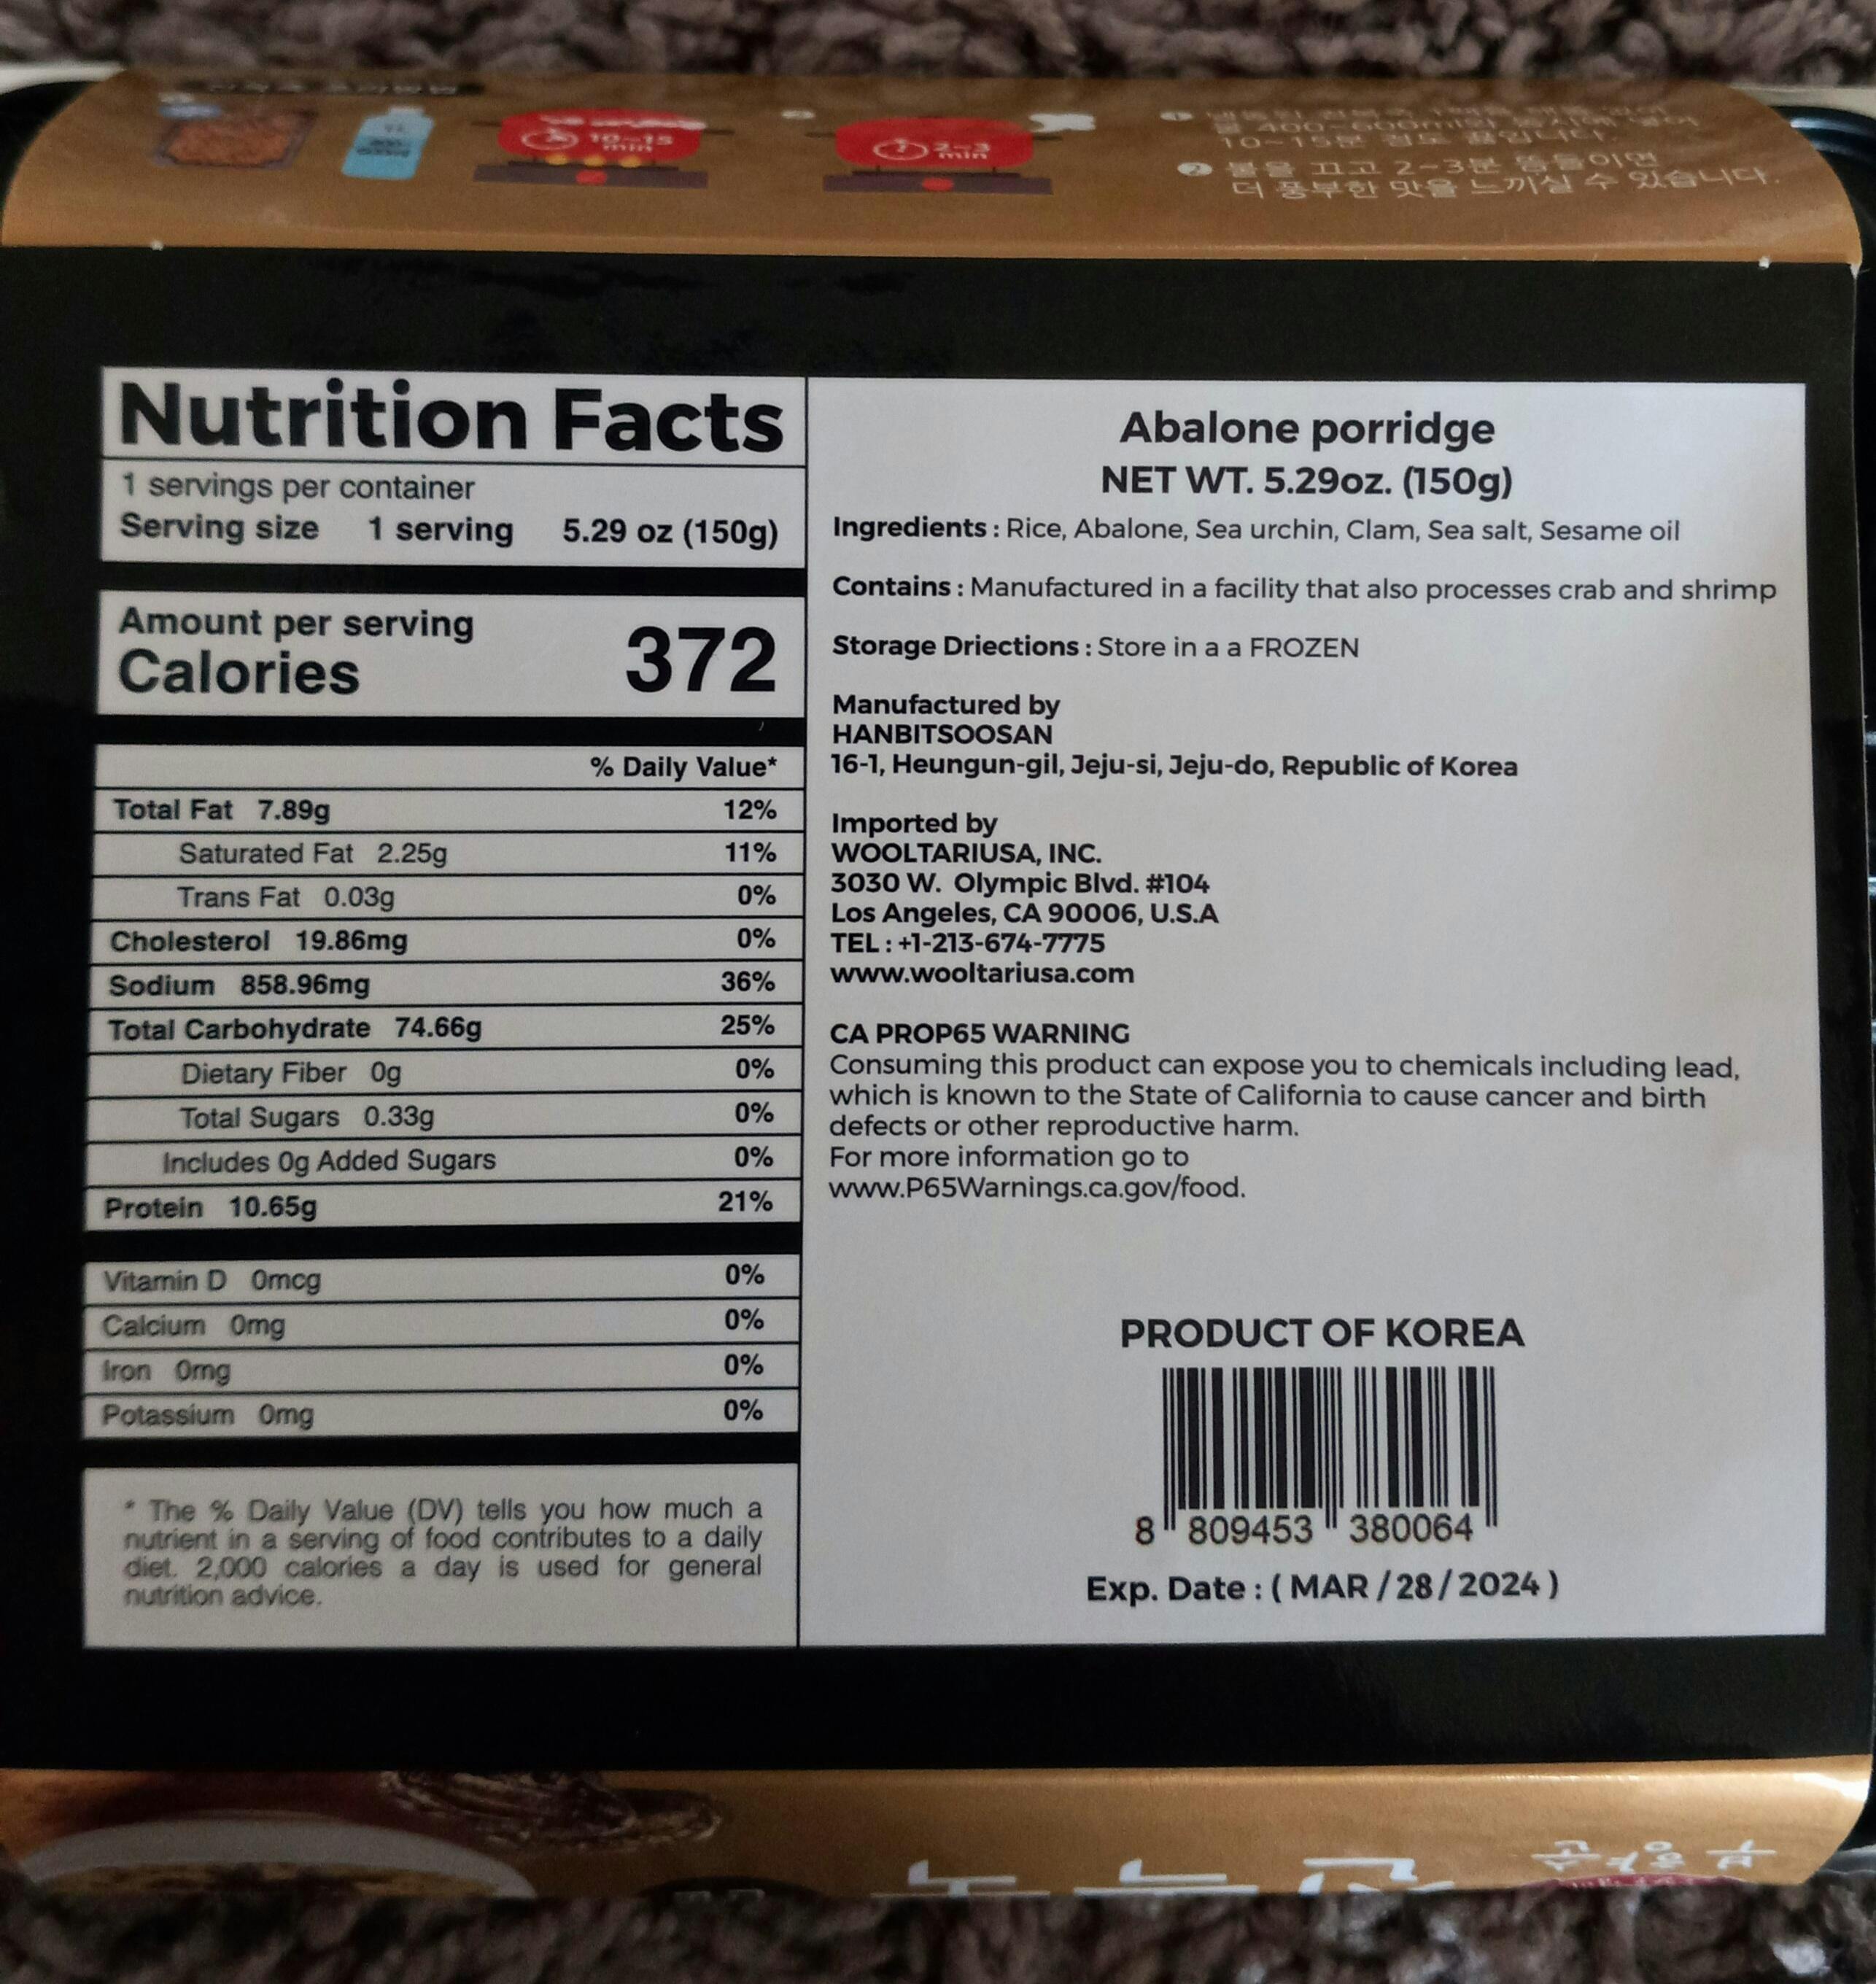 10~15
min
2~3
min
10~15분 정도 끓입니다.
② 불을 끄고 2~3분 뜸들이면
더 풍부한 맛을 느끼실 수 있습니다.
Nutrition Facts
1 servings per container
Serving size 1 serving 5.29 oz (150g)
Amount per serving
Calories 372
% Daily Value*
Total Fat 7.89g 12%
Saturated Fat 2.25g 11%
Trans Fat 0.03g 0%
Cholesterol 19.86mg 0%
Sodium 858.96mg 36%
Total Carbohydrate 74.66g 25%
Dietary Fiber 0g 0%
Total Sugars 0.33g 0%
Includes 0g Added Sugars 0%
Protein 10.65g 21%
Vitamin D 0mcg 0%
Calcium 0mg 0%
Iron 0mg 0%
Potassium 0mg 0%
* The % Daily Value (DV) tells you how much a
nutrient in a serving of food contributes to a daily
diet. 2,000 calories a day is used for general
nutrition advice.
Abalone porridge
NET WT. 5.29oz. (150g)
Ingredients : Rice, Abalone, Sea urchin, Clam, Sea salt, Sesame oil
Contains : Manufactured in a facility that also processes crab and shrimp
Storage Driections : Store in a a FROZEN
Manufactured by
HANBITSOOSAN
16-1, Heungun-gil, Jeju-si, Jeju-do, Republic of Korea
Imported by
WOOLTARIUSA, INC.
3030 W. Olympic Blvd. #104
Los Angeles, CA 90006, U.S.A
TEL : +1-213-674-7775
www.wooltariusa.com
CA PROP65 WARNING
Consuming this product can expose you to chemicals including lead,
which is known to the State of California to cause cancer and birth
defects or other reproductive harm.
For more information go to
www.P65Warnings.ca.gov/food.
PRODUCT OF KOREA
8 809453 380064
Exp. Date : ( MAR / 28 / 2024 )